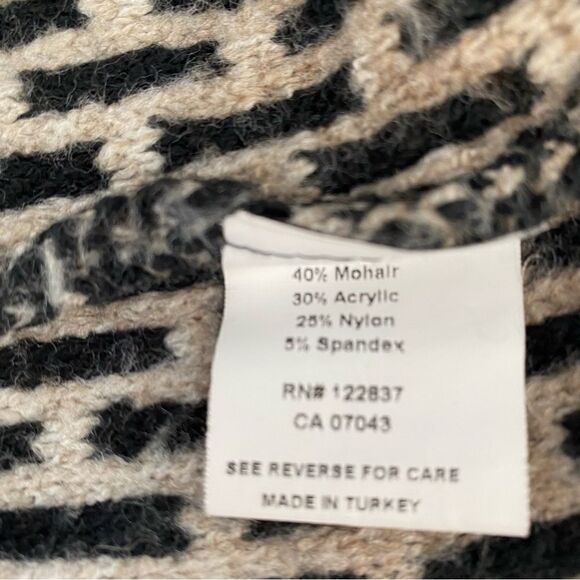 40% Mohair
30% Acrylic
25% Nylon
5% Spandex
RN# 122837
CA 07043
SEE REVERSE FOR CARE
MADE IN TURKEY